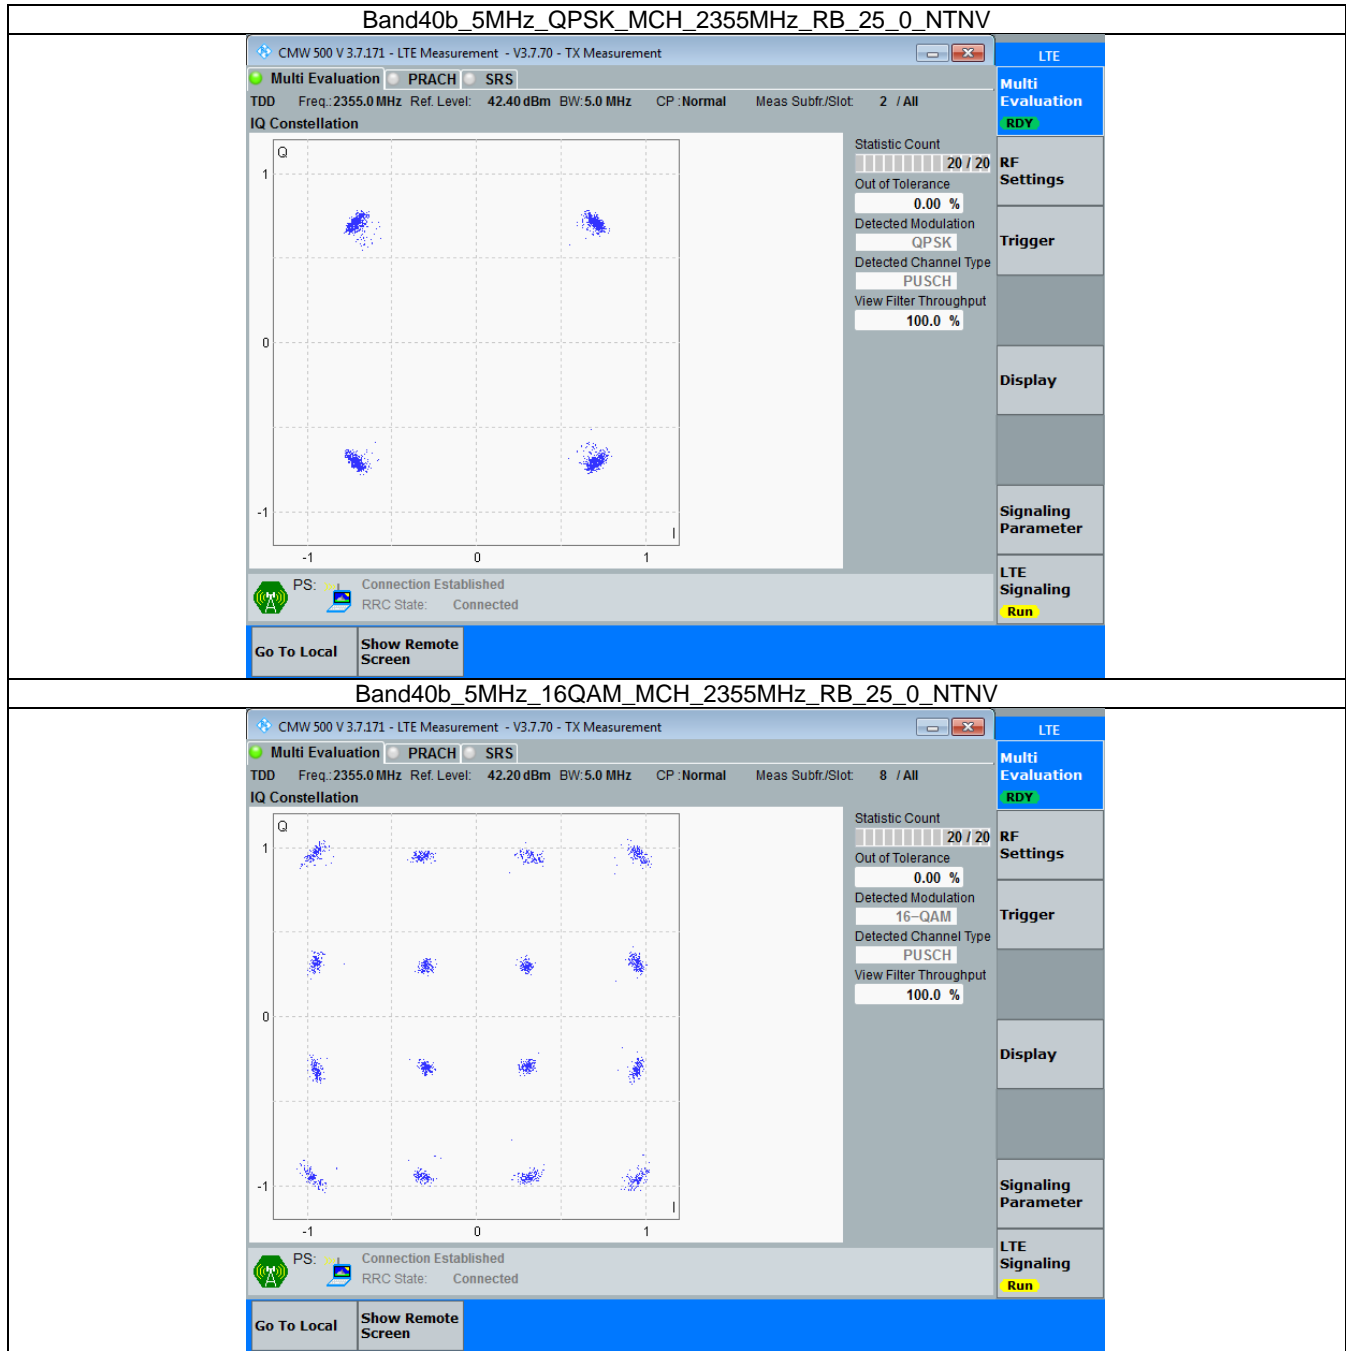 Band40b_5MHz_QPSK_MCH_2355MHz_RB_25_0_NTNV
CMW 500 V 3.7.171 - LTE Measurement - V3.7.70 - TX Measurement
LTE
Multi Evaluation PRACH SRS
TDD Freq.: 2355.0 MHz Ref. Level: 42.40 dBm BW: 5.0 MHz CP : Normal Meas Subfr./Slot: 2 / All
IQ Constellation
Q
1
0
-1
-1 0 1
I
Statistic Count
20 / 20
Out of Tolerance
0.00 %
Detected Modulation
QPSK
Detected Channel Type
PUSCH
View Filter Throughput
100.0 %
Multi
Evaluation
RDY
RF
Settings
Trigger
Display
Signaling
Parameter
LTE
Signaling
Run
PS: Connection Established
RRC State: Connected
Go To Local
Show Remote
Screen
Band40b_5MHz_16QAM_MCH_2355MHz_RB_25_0_NTNV
CMW 500 V 3.7.171 - LTE Measurement - V3.7.70 - TX Measurement
LTE
Multi Evaluation PRACH SRS
TDD Freq.: 2355.0 MHz Ref. Level: 42.20 dBm BW: 5.0 MHz CP : Normal Meas Subfr./Slot: 8 / All
IQ Constellation
Q
1
0
-1
-1 0 1
I
Statistic Count
20 / 20
Out of Tolerance
0.00 %
Detected Modulation
16-QAM
Detected Channel Type
PUSCH
View Filter Throughput
100.0 %
Multi
Evaluation
RDY
RF
Settings
Trigger
Display
Signaling
Parameter
LTE
Signaling
Run
PS: Connection Established
RRC State: Connected
Go To Local
Show Remote
Screen